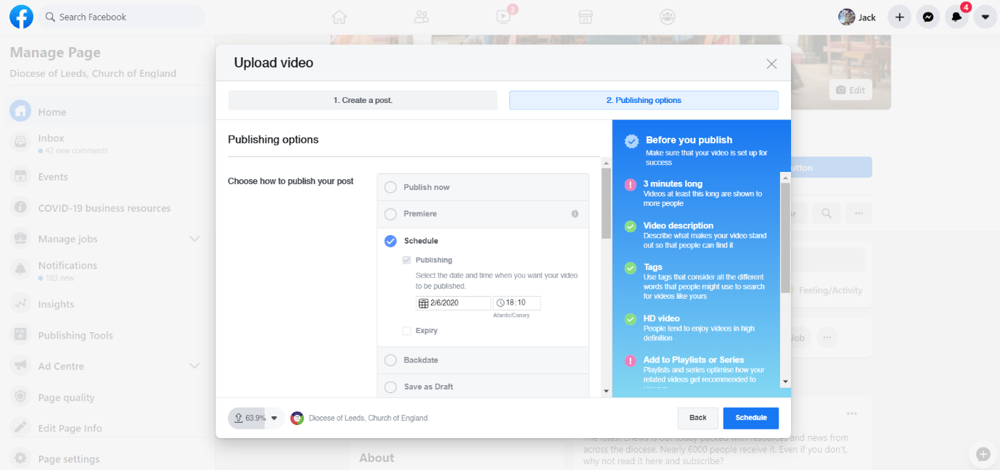 Search Facebook
3
Jack
4
Manage Page
Diocese of Leeds, Church of England
Home
Inbox
42 new comments
Events
COVID-19 business resources
Manage jobs
Notifications
183 new
Insights
Publishing Tools
Ad Centre
Page quality
Edit Page Info
Page settings
Edit
Upload video
1. Create a post.
2. Publishing options
Publishing options
Choose how to publish your post
Publish now
Premiere
Schedule
Publishing
Select the date and time when you want your video
to be published.
2/6/2020
18:10
Atlantic/Canary
Expiry
Backdate
Save as Draft
Before you publish
Make sure that your video is set up for
success
3 minutes long
Videos at least this long are shown to
more people
Video description
Describe what makes your video stand
out so that people can find it
Tags
Use tags that consider all the different
words that people might use to search
for videos like yours
HD video
People tend to enjoy videos in high
definition
Add to Playlists or Series
Playlists and series optimise how your
related videos get recommended to
63.9%
Diocese of Leeds, Church of England
Back
Schedule
Feeling/Activity
About
The latest Enews is out today packed with resources and news from
across the diocese. Nearly 6000 people receive it. Even if you don't,
why not read it here and subscribe?